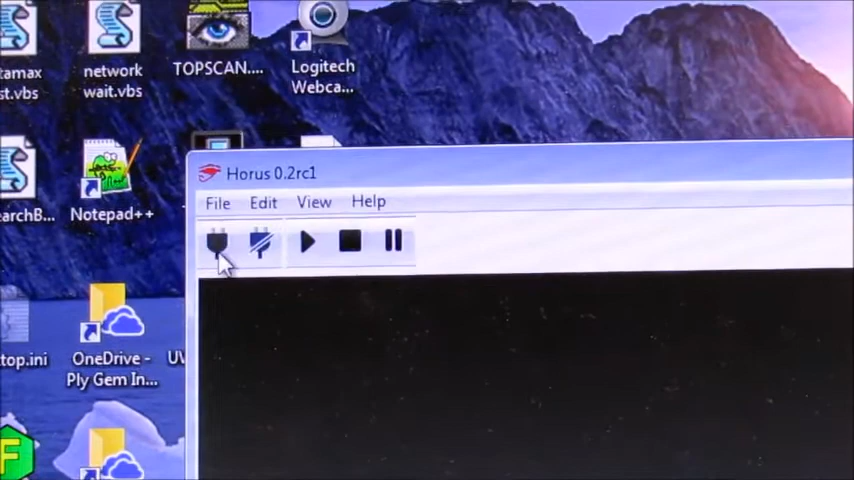 tamax
st.vbs
network
wait.vbs
TOPSCAN....
Logitech
Webca...
earchB...
Notepad++
Horus 0.2rc1
File Edit View Help
top.ini
OneDrive -
Ply Gem In...
UV
F